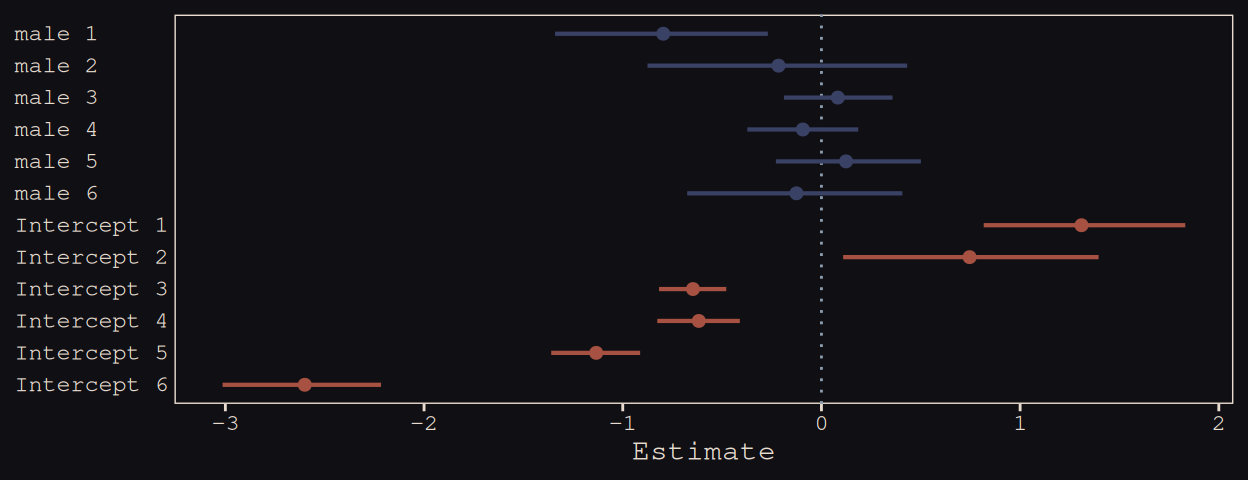 male 1
male 2
male 3
male 4
male 5
male 6
Intercept 1
Intercept 2
Intercept 3
Intercept 4
Intercept 5
Intercept 6
−3 −2 −1 0 1 2
Estimate